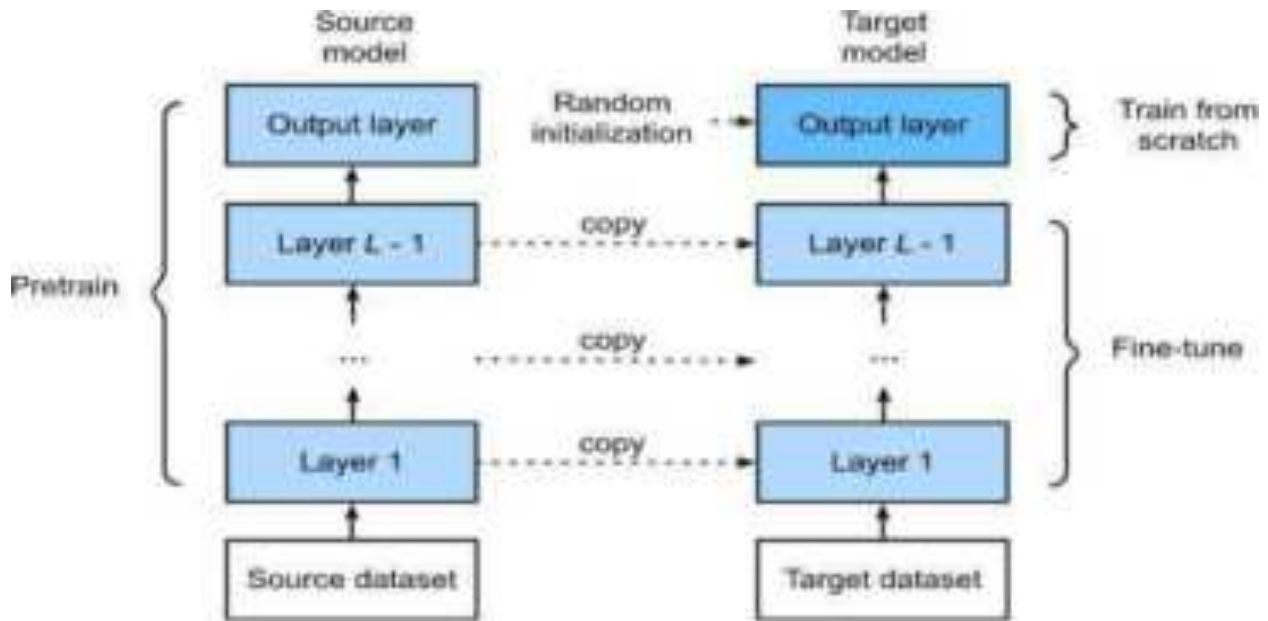 Source
model
Target
model
Output layer
Random
initialization
Output layer
Train from
scratch
Layer L - 1
copy
Layer L - 1
Pretrain
...
copy
...
Fine-tune
Layer 1
copy
Layer 1
Source dataset
Target dataset